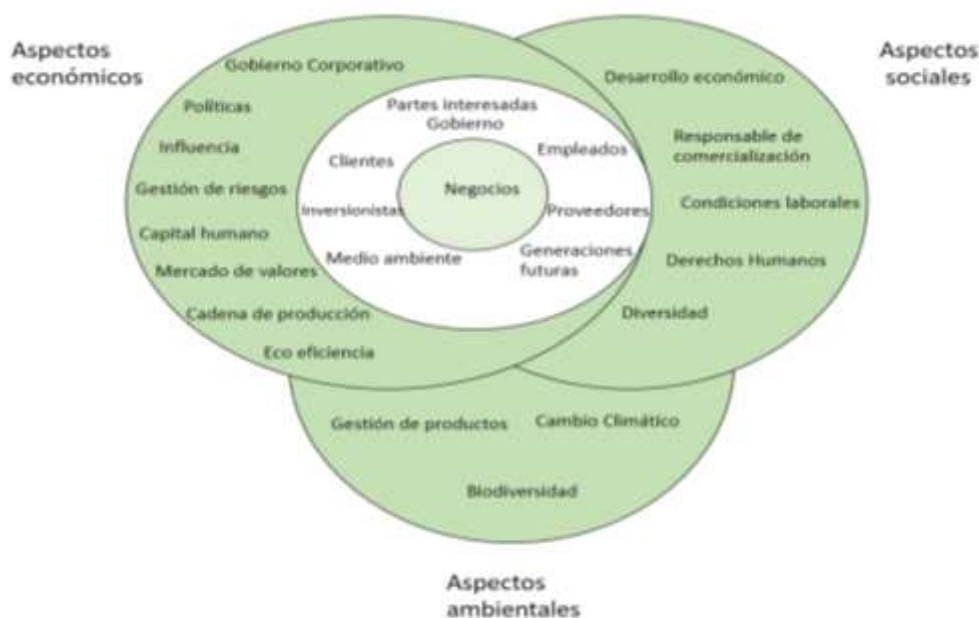 Aspectos
económicos
Gobierno Corporativo
Políticas
Influencia
Gestión de riesgos
Capital humano
Mercado de valores
Cadena de producción
Eco eficiencia
Partes interesadas
Gobierno
Clientes
Empleados
Negocios
Inversionistas
Proveedores
Medio ambiente
Generaciones
futuras
Aspectos
sociales
Desarrollo económico
Responsable de
comercialización
Condiciones laborales
Derechos Humanos
Diversidad
Gestión de productos
Cambio Climático
Biodiversidad
Aspectos
ambientales